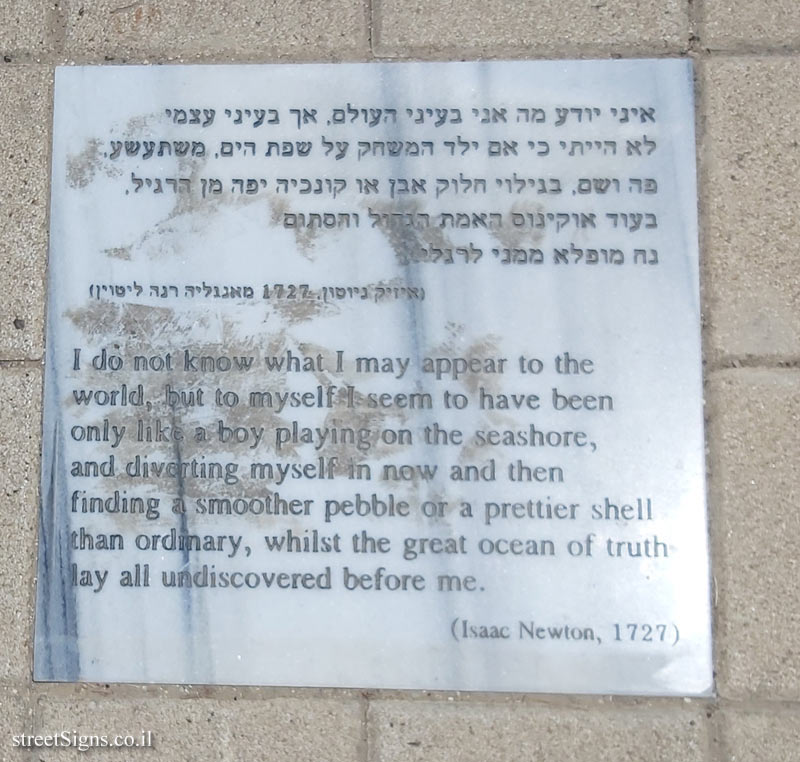 איני יודע מה אני בעיני העולם, אך בעיני עצמי
לא הייתי כי אם ילד המשחק על שפת הים, משתעשע,
פה ושם, בגילוי חלוק אבן או קונכיה יפה מן הרגיל,
בעוד אוקינוס האמת הגדול והסתום
נח מופלא ממני לרגלי.
(אייזיק ניוטון, 1727 מאנגליה רנה ליטוין)
I do not know what I may appear to the
world, but to myself I seem to have been
only like a boy playing on the seashore,
and diverting myself in now and then
finding a smoother pebble or a prettier shell
than ordinary, whilst the great ocean of truth
lay all undiscovered before me.
(Isaac Newton, 1727)
streetSigns.co.il